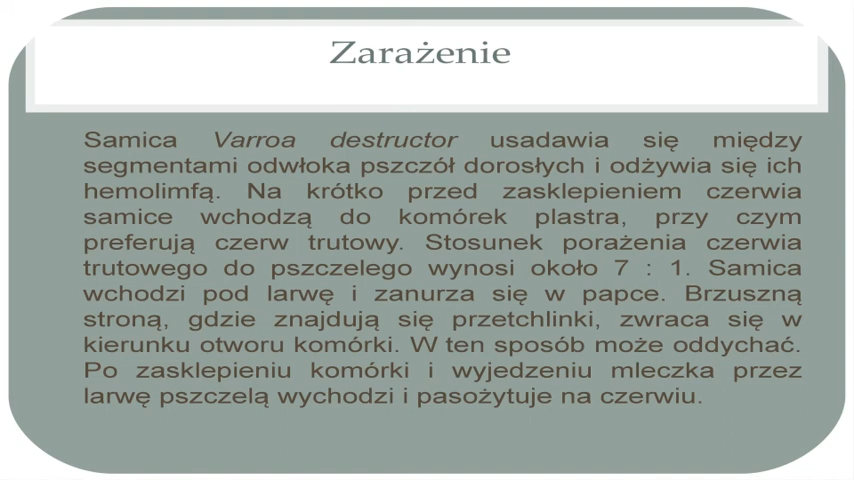 Zarażenie
Samica Varroa destructor usadawia się między
segmentami odwłoka pszczół dorosłych i odżywia się ich
hemolimfą. Na krótko przed zasklepieniem czerwia
samice wchodzą do komórek plastra, przy czym
preferują czerw trutowy. Stosunek porażenia czerwia
trutowego do pszczelego wynosi około 7 : 1. Samica
wchodzi pod larwę i zanurza się w papce. Brzuszną
stroną, gdzie znajdują się przetchlinki, zwraca się w
kierunku otworu komórki. W ten sposób może oddychać.
Po zasklepieniu komórki i wyjedzeniu mleczka przez
larwę pszczelą wychodzi i pasożytuje na czerwiu.